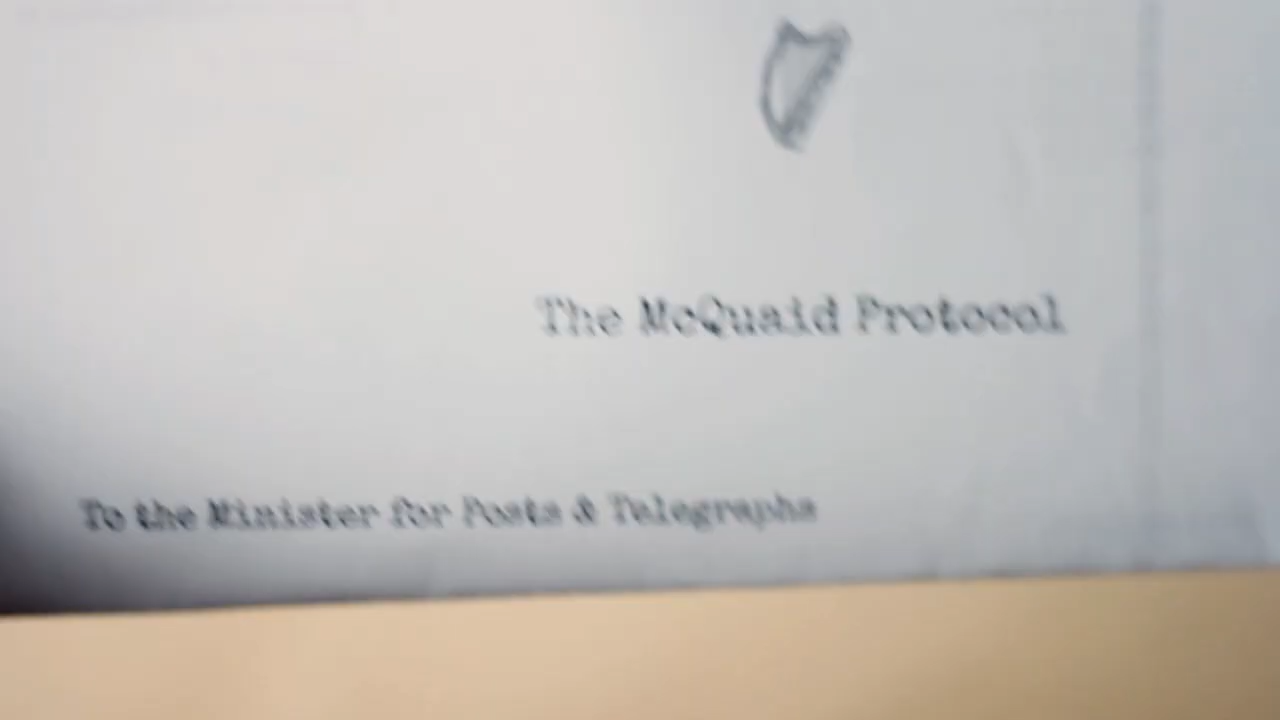 The McQuaid Protocol
To the Minister for Posts & Telegraphs